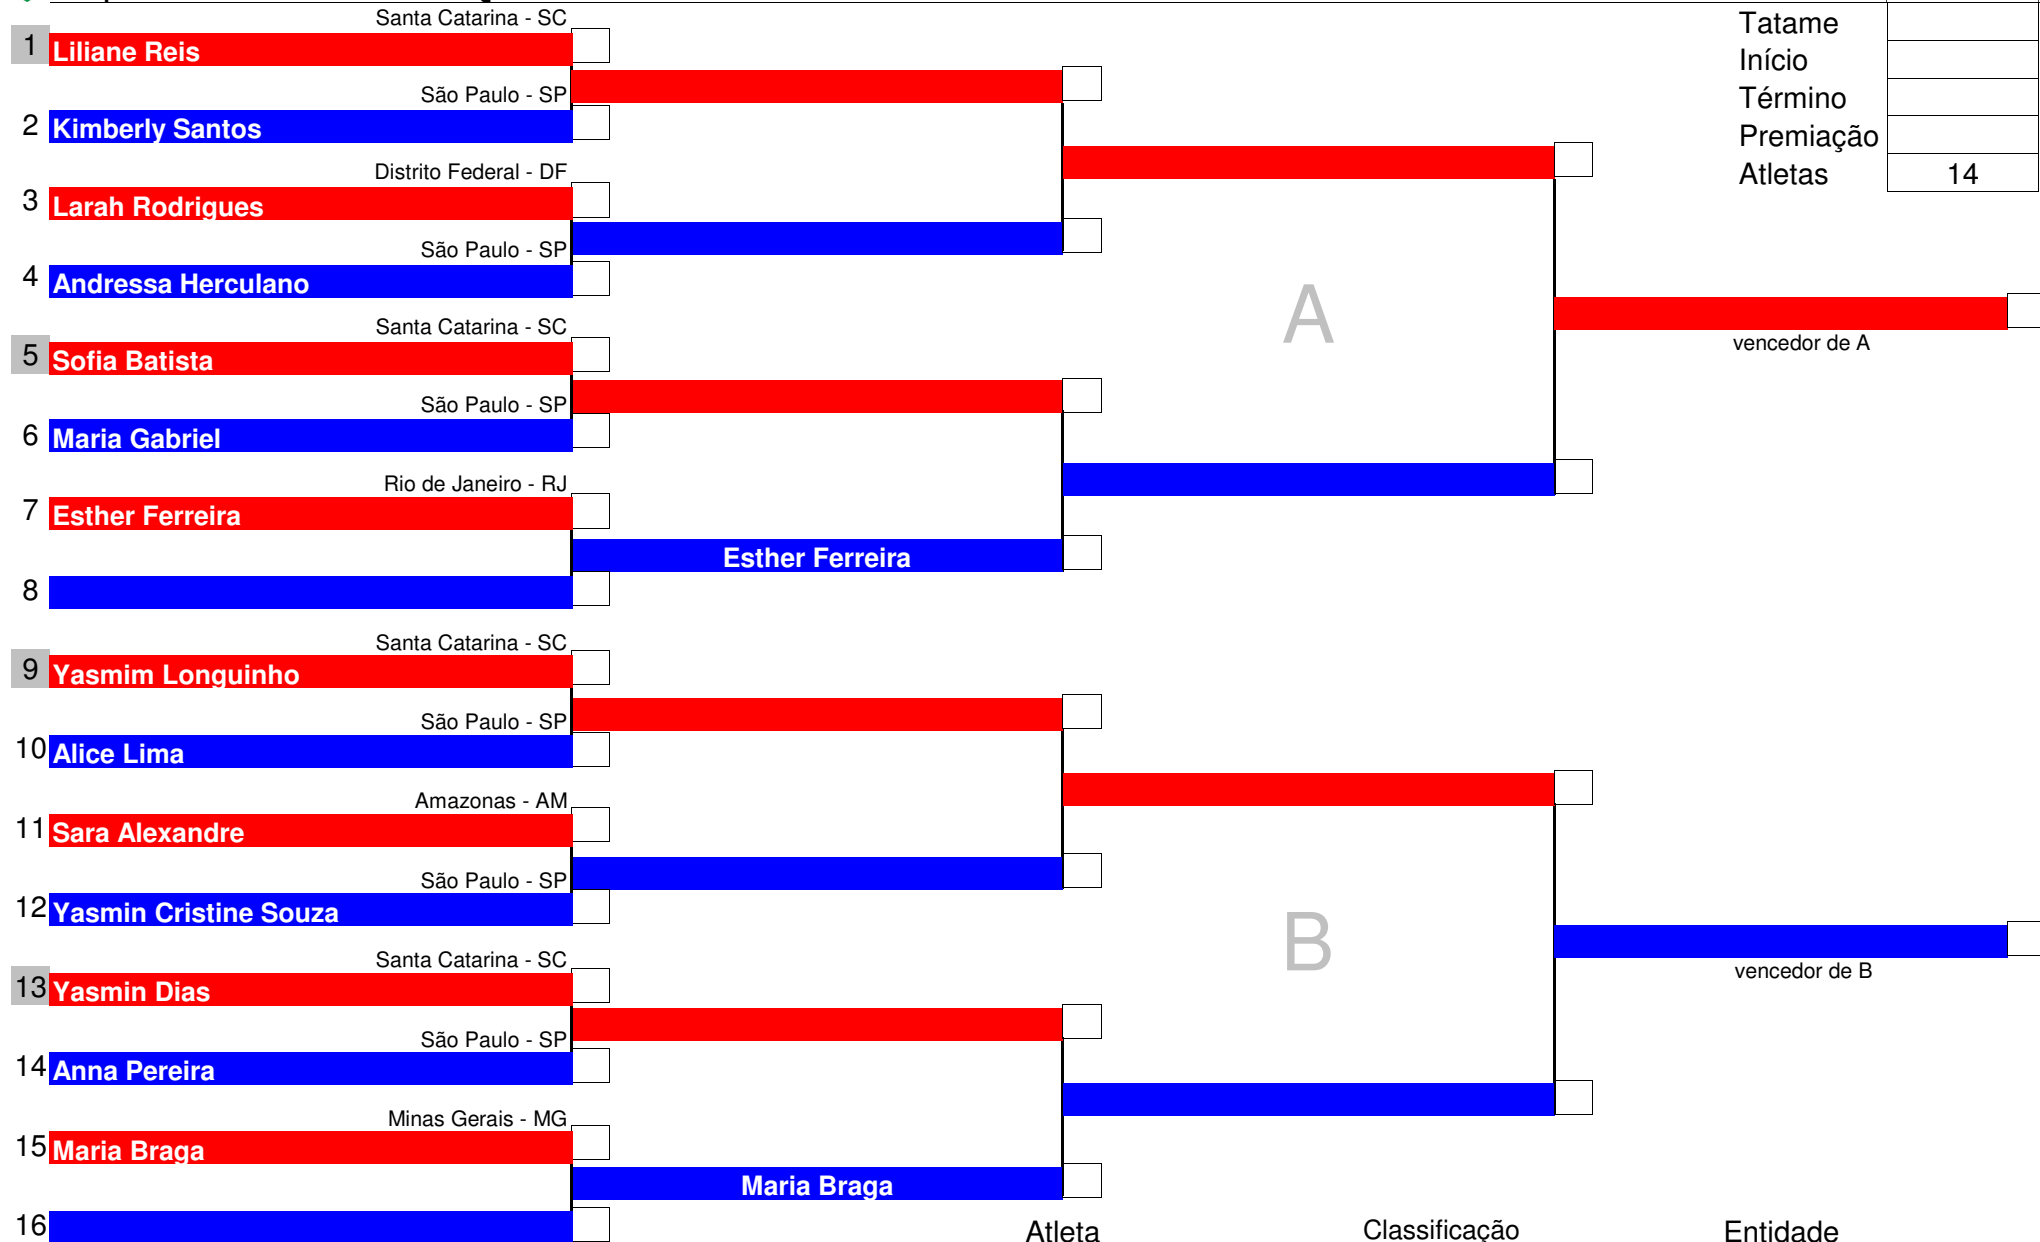 Santa Catarina - SC
1 Liliane Reis
São Paulo - SP
2 Kimberly Santos
Distrito Federal - DF
3 Larah Rodrigues
São Paulo - SP
4 Andressa Herculano
Santa Catarina - SC
5 Sofia Batista
São Paulo - SP
6 Maria Gabriel
Rio de Janeiro - RJ
7 Esther Ferreira
Esther Ferreira
8
Santa Catarina - SC
9 Yasmim Longuinho
São Paulo - SP
10 Alice Lima
Amazonas - AM
11 Sara Alexandre
São Paulo - SP
12 Yasmin Cristine Souza
Santa Catarina - SC
13 Yasmin Dias
São Paulo - SP
14 Anna Pereira
Minas Gerais - MG
15 Maria Braga
Maria Braga
16
A
B
Tatame
Início
Término
Premiação
Atletas 14
vencedor de A
vencedor de B
Atleta Classificação Entidade